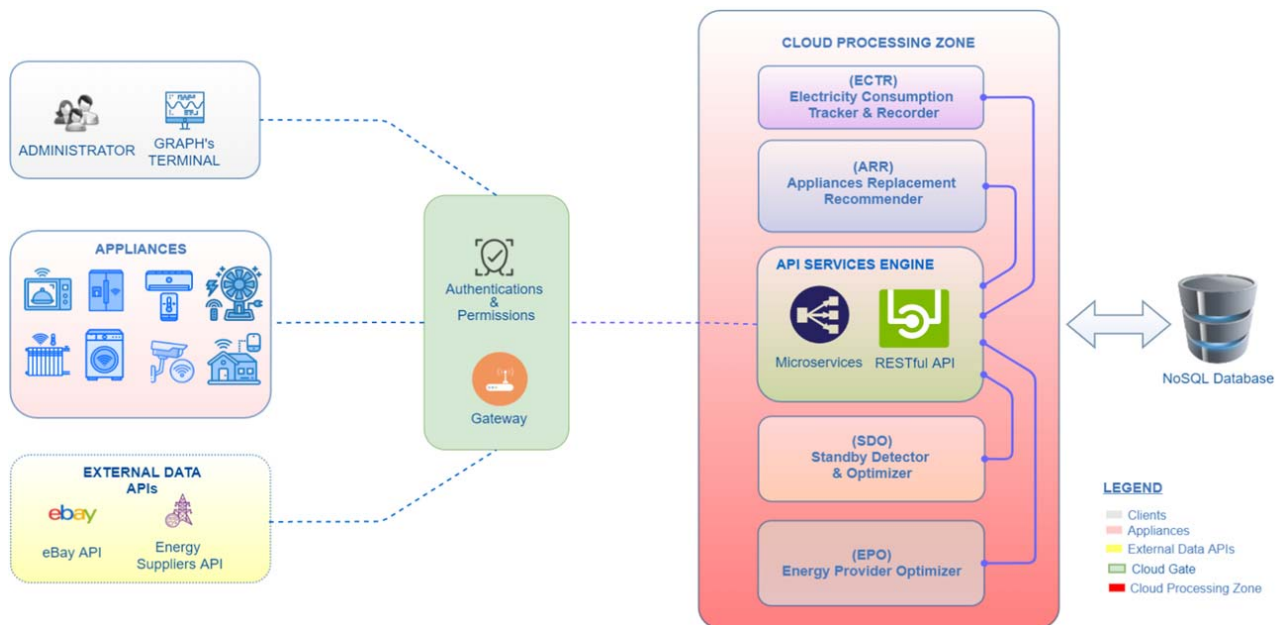 ADMINISTRATOR
GRAPH's
TERMINAL
APPLIANCES
EXTERNAL DATA
APIs
ebay
eBay API
Energy
Suppliers API
Authentications
&
Permissions
Gateway
CLOUD PROCESSING ZONE
(ECTR)
Electricity Consumption
Tracker & Recorder
(ARR)
Appliances Replacement
Recommender
API SERVICES ENGINE
Microservices
RESTful API
(SDO)
Standby Detector
& Optimizer
(EPO)
Energy Provider Optimizer
NoSQL Database
LEGEND
Clients
Appliances
External Data APIs
Cloud Gate
Cloud Processing Zone